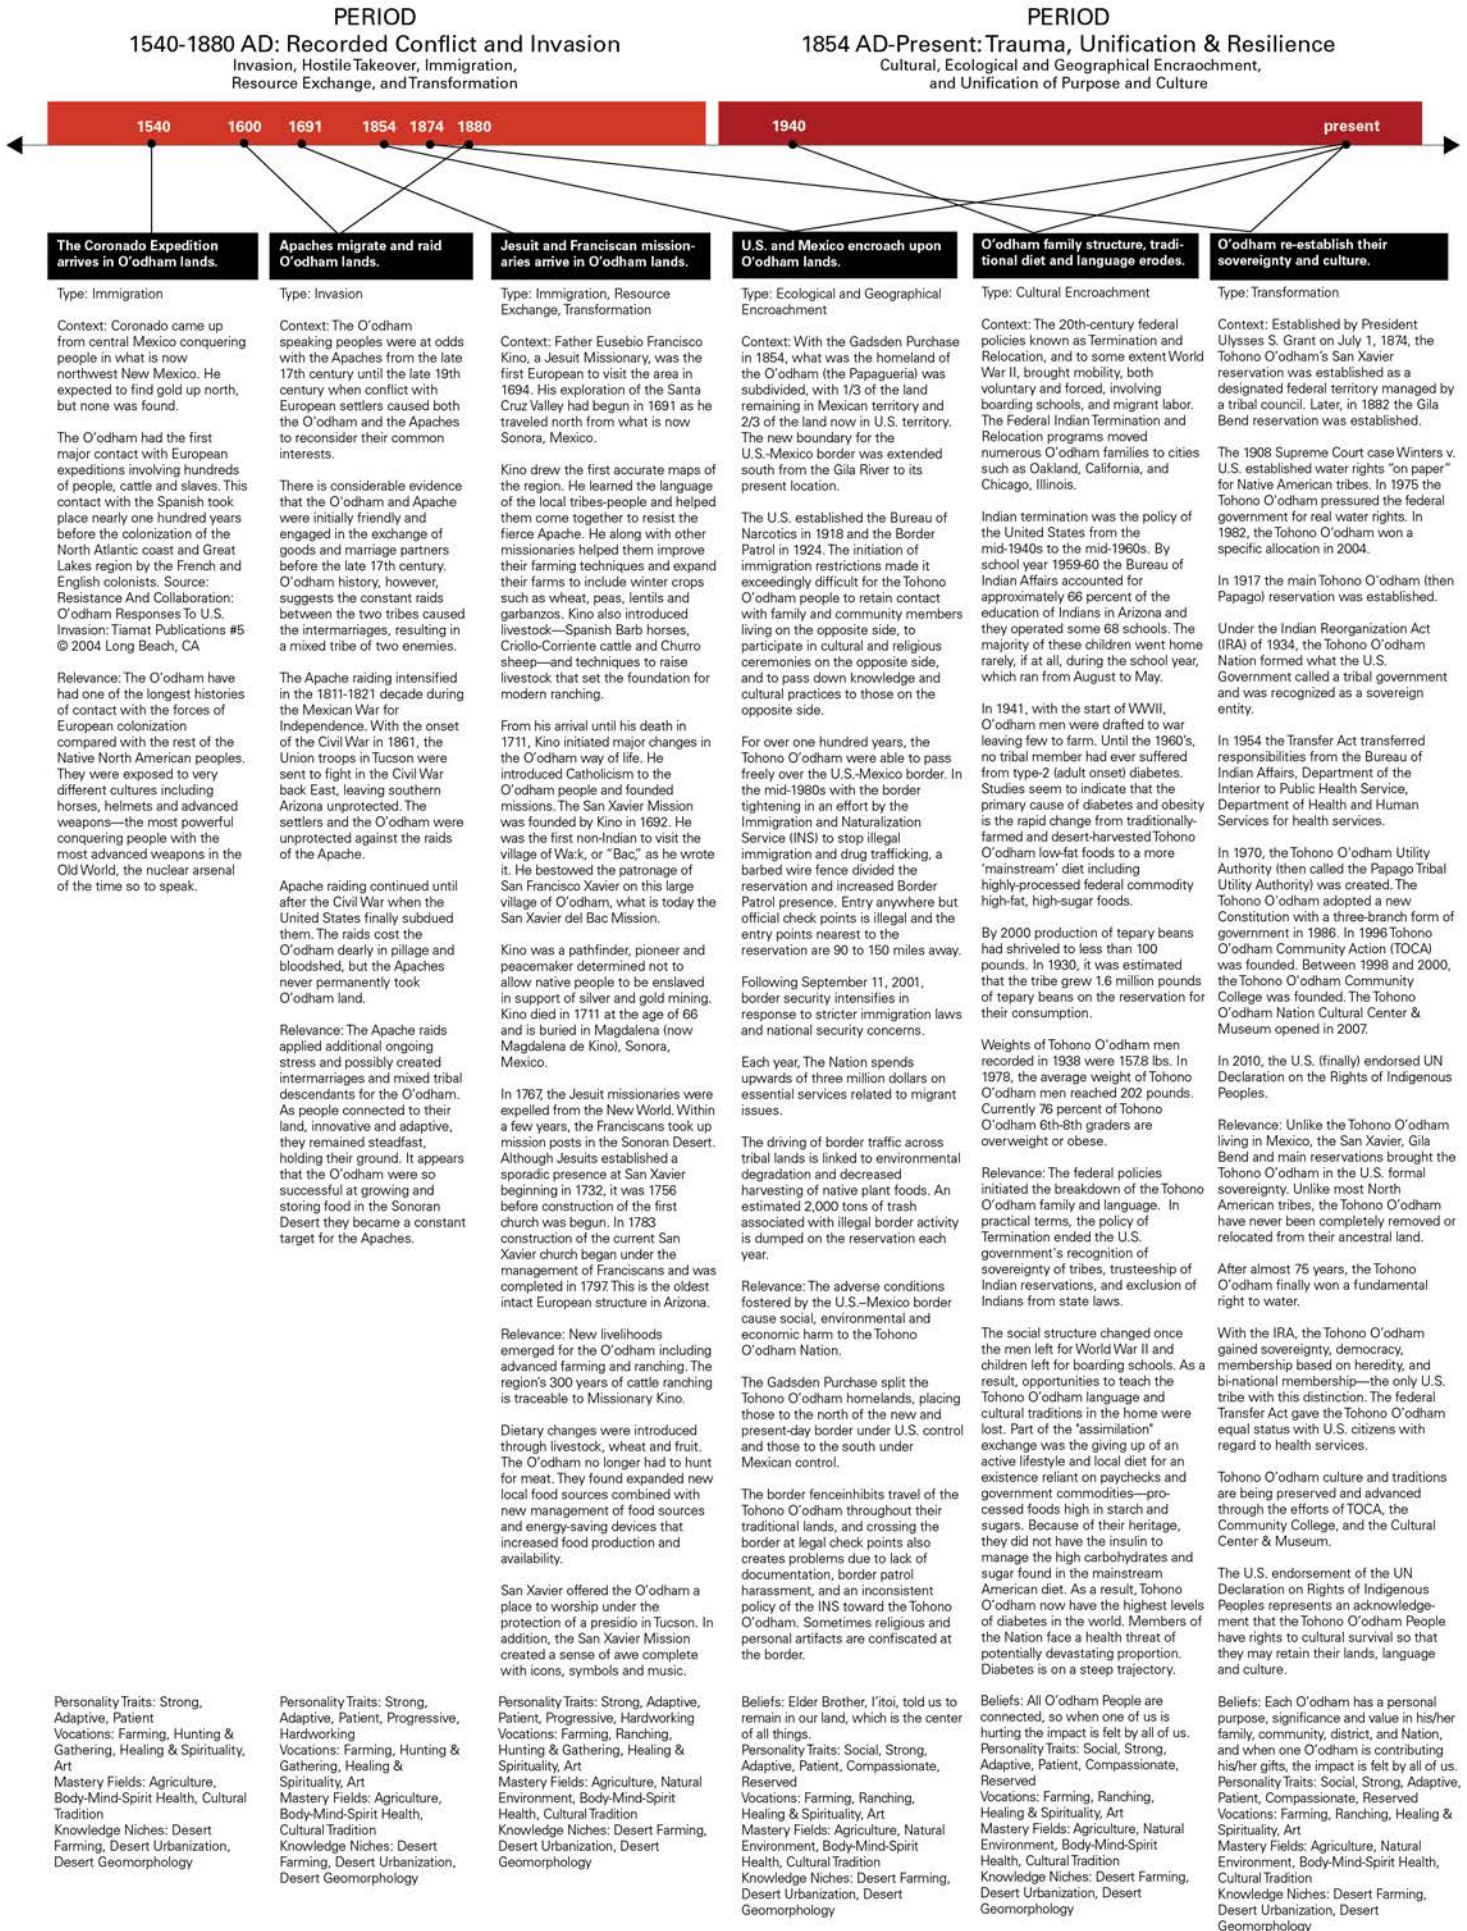 PERIOD
1540-1880 AD: Recorded Conflict and Invasion
Invasion, Hostile Takeover, Immigration,
Resource Exchange, and Transformation
PERIOD
1854 AD-Present: Trauma, Unification & Resilience
Cultural, Ecological and Geographical Encraochment,
and Unification of Purpose and Culture
1540 1600 1691 1854 1874 1880 1940 present
The Coronado Expedition
arrives in O'odham lands.
Type: Immigration
Context: Coronado came up
from central Mexico conquering
people in what is now
northwest New Mexico. He
expected to find gold up north,
but none was found.
The O'odham had the first
major contact with European
expeditions involving hundreds
of people, cattle and slaves. This
contact with the Spanish took
place nearly one hundred years
before the colonization of the
North Atlantic coast and Great
Lakes region by the French and
English colonists. Source:
Resistance And Collaboration:
O'odham Responses To U.S.
Invasion: Tiamat Publications #5
© 2004 Long Beach, CA
Relevance: The O'odham have
had one of the longest histories
of contact with the forces of
European colonization
compared with the rest of the
Native North American peoples.
They were exposed to very
different cultures including
horses, helmets and advanced
weapons—the most powerful
conquering people with the
most advanced weapons in the
Old World, the nuclear arsenal
of the time so to speak.
Personality Traits: Strong,
Adaptive, Patient
Vocations: Farming, Hunting &
Gathering, Healing & Spirituality,
Art
Mastery Fields: Agriculture,
Body-Mind-Spirit Health, Cultural
Tradition
Knowledge Niches: Desert
Farming, Desert Urbanization,
Desert Geomorphology
Apaches migrate and raid
O'odham lands.
Type: Invasion
Context: The O'odham
speaking peoples were at odds
with the Apaches from the late
17th century until the late 19th
century when conflict with
European settlers caused both
the O'odham and the Apaches
to reconsider their common
interests.
There is considerable evidence
that the O'odham and Apache
were initially friendly and
engaged in the exchange of
goods and marriage partners
before the late 17th century.
O'odham history, however,
suggests the constant raids
between the two tribes caused
the intermarriages, resulting in
a mixed tribe of two enemies.
The Apache raiding intensified
in the 1811-1821 decade during
the Mexican War for
Independence. With the onset
of the Civil War in 1861, the
Union troops in Tucson were
sent to fight in the Civil War
back East, leaving southern
Arizona unprotected. The
settlers and the O'odham were
unprotected against the raids
of the Apache.
Apache raiding continued until
after the Civil War when the
United States finally subdued
them. The raids cost the
O'odham dearly in pillage and
bloodshed, but the Apaches
never permanently took
O'odham land.
Relevance: The Apache raids
applied additional ongoing
stress and possibly created
intermarriages and mixed tribal
descendants for the O'odham.
As people connected to their
land, innovative and adaptive,
they remained steadfast,
holding their ground. It appears
that the O'odham were so
successful at growing and
storing food in the Sonoran
Desert they became a constant
target for the Apaches.
Personality Traits: Strong,
Adaptive, Patient, Progressive,
Hardworking
Vocations: Farming, Hunting &
Gathering, Healing &
Spirituality, Art
Mastery Fields: Agriculture,
Body-Mind-Spirit Health,
Cultural Tradition
Knowledge Niches: Desert
Farming, Desert Urbanization,
Desert Geomorphology
Jesuit and Franciscan mission-
aries arrive in O'odham lands.
Type: Immigration, Resource
Exchange, Transformation
Context: Father Eusebio Francisco
Kino, a Jesuit Missionary, was the
first European to visit the area in
1694. His exploration of the Santa
Cruz Valley had begun in 1691 as he
traveled north from what is now
Sonora, Mexico.
Kino drew the first accurate maps of
the region. He learned the language
of the local tribes-people and helped
them come together to resist the
fierce Apache. He along with other
missionaries helped them improve
their farming techniques and expand
their farms to include winter crops
such as wheat, peas, lentils and
garbanzos. Kino also introduced
livestock—Spanish Barb horses,
Criollo-Corriente cattle and Churro
sheep—and techniques to raise
livestock that set the foundation for
modern ranching.
From his arrival until his death in
1711, Kino initiated major changes in
the O'odham way of life. He
introduced Catholicism to the
O'odham people and founded
missions. The San Xavier Mission
was founded by Kino in 1692. He
was the first non-Indian to visit the
village of Wa:k, or "Bac," as he wrote
it. He bestowed the patronage of
San Francisco Xavier on this large
village of O'odham, what is today the
San Xavier del Bac Mission.
Kino was a pathfinder, pioneer and
peacemaker determined not to
allow native people to be enslaved
in support of silver and gold mining.
Kino died in 1711 at the age of 66
and is buried in Magdalena (now
Magdalena de Kino), Sonora,
Mexico.
In 1767, the Jesuit missionaries were
expelled from the New World. Within
a few years, the Franciscans took up
mission posts in the Sonoran Desert.
Although Jesuits established a
sporadic presence at San Xavier
beginning in 1732, it was 1756
before construction of the first
church was begun. In 1783
construction of the current San
Xavier church began under the
management of Franciscans and was
completed in 1797. This is the oldest
intact European structure in Arizona.
Relevance: New livelihoods
emerged for the O'odham including
advanced farming and ranching. The
region's 300 years of cattle ranching
is traceable to Missionary Kino.
Dietary changes were introduced
through livestock, wheat and fruit.
The O'odham no longer had to hunt
for meat. They found expanded new
local food sources combined with
new management of food sources
and energy-saving devices that
increased food production and
availability.
San Xavier offered the O'odham a
place to worship under the
protection of a presidio in Tucson. In
addition, the San Xavier Mission
created a sense of awe complete
with icons, symbols and music.
Personality Traits: Strong, Adaptive,
Patient, Progressive, Hardworking
Vocations: Farming, Ranching,
Hunting & Gathering, Healing &
Spirituality, Art
Mastery Fields: Agriculture, Natural
Environment, Body-Mind-Spirit
Health, Cultural Tradition
Knowledge Niches: Desert Farming,
Desert Urbanization, Desert
Geomorphology
U.S. and Mexico encroach upon
O'odham lands.
Type: Ecological and Geographical
Encroachment
Context: With the Gadsden Purchase
in 1854, what was the homeland of
the O'odham (the Papagueria) was
subdivided, with 1/3 of the land
remaining in Mexican territory and
2/3 of the land now in U.S. territory.
The new boundary for the
U.S.-Mexico border was extended
south from the Gila River to its
present location.
The U.S. established the Bureau of
Narcotics in 1918 and the Border
Patrol in 1924. The initiation of
immigration restrictions made it
exceedingly difficult for the Tohono
O'odham people to retain contact
with family and community members
living on the opposite side, to
participate in cultural and religious
ceremonies on the opposite side,
and to pass down knowledge and
cultural practices to those on the
opposite side.
For over one hundred years, the
Tohono O'odham were able to pass
freely over the U.S.-Mexico border. In
the mid-1980s with the border
tightening in an effort by the
Immigration and Naturalization
Service (INS) to stop illegal
immigration and drug trafficking, a
barbed wire fence divided the
reservation and increased Border
Patrol presence. Entry anywhere but
official check points is illegal and the
entry points nearest to the
reservation are 90 to 150 miles away.
Following September 11, 2001,
border security intensifies in
response to stricter immigration laws
and national security concerns.
Each year, The Nation spends
upwards of three million dollars on
essential services related to migrant
issues.
The driving of border traffic across
tribal lands is linked to environmental
degradation and decreased
harvesting of native plant foods. An
estimated 2,000 tons of trash
associated with illegal border activity
is dumped on the reservation each
year.
Relevance: The adverse conditions
fostered by the U.S.–Mexico border
cause social, environmental and
economic harm to the Tohono
O'odham Nation.
The Gadsden Purchase split the
Tohono O'odham homelands, placing
those to the north of the new and
present-day border under U.S. control
and those to the south under
Mexican control.
The border fenceinhibits travel of the
Tohono O'odham throughout their
traditional lands, and crossing the
border at legal check points also
creates problems due to lack of
documentation, border patrol
harassment, and an inconsistent
policy of the INS toward the Tohono
O'odham. Sometimes religious and
personal artifacts are confiscated at
the border.
Beliefs: Elder Brother, I'itoi, told us to
remain in our land, which is the center
of all things.
Personality Traits: Social, Strong,
Adaptive, Patient, Compassionate,
Reserved
Vocations: Farming, Ranching,
Healing & Spirituality, Art
Mastery Fields: Agriculture, Natural
Environment, Body-Mind-Spirit
Health, Cultural Tradition
Knowledge Niches: Desert Farming,
Desert Urbanization, Desert
Geomorphology
O'odham family structure, tradi-
tional diet and language erodes.
Type: Cultural Encroachment
Context: The 20th-century federal
policies known as Termination and
Relocation, and to some extent World
War II, brought mobility, both
voluntary and forced, involving
boarding schools, and migrant labor.
The Federal Indian Termination and
Relocation programs moved
numerous O'odham families to cities
such as Oakland, California, and
Chicago, Illinois.
Indian termination was the policy of
the United States from the
mid-1940s to the mid-1960s. By
school year 1959-60 the Bureau of
Indian Affairs accounted for
approximately 66 percent of the
education of Indians in Arizona and
they operated some 68 schools. The
majority of these children went home
rarely, if at all, during the school year,
which ran from August to May.
In 1941, with the start of WWII,
O'odham men were drafted to war
leaving few to farm. Until the 1960's,
no tribal member had ever suffered
from type-2 (adult onset) diabetes.
Studies seem to indicate that the
primary cause of diabetes and obesity
is the rapid change from traditionally-
farmed and desert-harvested Tohono
O'odham low-fat foods to a more
'mainstream' diet including
highly-processed federal commodity
high-fat, high-sugar foods.
By 2000 production of tepary beans
had shriveled to less than 100
pounds. In 1930, it was estimated
that the tribe grew 1.6 million pounds
of tepary beans on the reservation for
their consumption.
Weights of Tohono O'odham men
recorded in 1938 were 157.8 lbs. In
1978, the average weight of Tohono
O'odham men reached 202 pounds.
Currently 76 percent of Tohono
O'odham 6th-8th graders are
overweight or obese.
Relevance: The federal policies
initiated the breakdown of the Tohono
O'odham family and language. In
practical terms, the policy of
Termination ended the U.S.
government's recognition of
sovereignty of tribes, trusteeship of
Indian reservations, and exclusion of
Indians from state laws.
The social structure changed once
the men left for World War II and
children left for boarding schools. As a
result, opportunities to teach the
Tohono O'odham language and
cultural traditions in the home were
lost. Part of the "assimilation"
exchange was the giving up of an
active lifestyle and local diet for an
existence reliant on paychecks and
government commodities—pro-
cessed foods high in starch and
sugars. Because of their heritage,
they did not have the insulin to
manage the high carbohydrates and
sugar found in the mainstream
American diet. As a result, Tohono
O'odham now have the highest levels
of diabetes in the world. Members of
the Nation face a health threat of
potentially devastating proportion.
Diabetes is on a steep trajectory.
Beliefs: All O'odham People are
connected, so when one of us is
hurting the impact is felt by all of us.
Personality Traits: Social, Strong,
Adaptive, Patient, Compassionate,
Reserved
Vocations: Farming, Ranching,
Healing & Spirituality, Art
Mastery Fields: Agriculture, Natural
Environment, Body-Mind-Spirit
Health, Cultural Tradition
Knowledge Niches: Desert Farming,
Desert Urbanization, Desert
Geomorphology
O'odham re-establish their
sovereignty and culture.
Type: Transformation
Context: Established by President
Ulysses S. Grant on July 1, 1874, the
Tohono O'odham's San Xavier
reservation was established as a
designated federal territory managed by
a tribal council. Later, in 1882 the Gila
Bend reservation was established.
The 1908 Supreme Court case Winters v.
U.S. established water rights "on paper"
for Native American tribes. In 1975 the
Tohono O'odham pressured the federal
government for real water rights. In
1982, the Tohono O'odham won a
specific allocation in 2004.
In 1917 the main Tohono O'odham (then
Papago) reservation was established.
Under the Indian Reorganization Act
(IRA) of 1934, the Tohono O'odham
Nation formed what the U.S.
Government called a tribal government
and was recognized as a sovereign
entity.
In 1954 the Transfer Act transferred
responsibilities from the Bureau of
Indian Affairs, Department of the
Interior to Public Health Service,
Department of Health and Human
Services for health services.
In 1970, the Tohono O'odham Utility
Authority (then called the Papago Tribal
Utility Authority) was created. The
Tohono O'odham adopted a new
Constitution with a three-branch form of
government in 1986. In 1996 Tohono
O'odham Community Action (TOCA)
was founded. Between 1998 and 2000,
the Tohono O'odham Community
College was founded. The Tohono
O'odham Nation Cultural Center &
Museum opened in 2007.
In 2010, the U.S. (finally) endorsed UN
Declaration on the Rights of Indigenous
Peoples.
Relevance: Unlike the Tohono O'odham
living in Mexico, the San Xavier, Gila
Bend and main reservations brought the
Tohono O'odham in the U.S. formal
sovereignty. Unlike most North
American tribes, the Tohono O'odham
have never been completely removed or
relocated from their ancestral land.
After almost 75 years, the Tohono
O'odham finally won a fundamental
right to water.
With the IRA, the Tohono O'odham
gained sovereignty, democracy,
membership based on heredity, and
bi-national membership—the only U.S.
tribe with this distinction. The federal
Transfer Act gave the Tohono O'odham
equal status with U.S. citizens with
regard to health services.
Tohono O'odham culture and traditions
are being preserved and advanced
through the efforts of TOCA, the
Community College, and the Cultural
Center & Museum.
The U.S. endorsement of the UN
Declaration on Rights of Indigenous
Peoples represents an acknowledge-
ment that the Tohono O'odham People
have rights to cultural survival so that
they may retain their lands, language
and culture.
Beliefs: Each O'odham has a personal
purpose, significance and value in his/her
family, community, district, and Nation,
and when one O'odham is contributing
his/her gifts, the impact is felt by all of us.
Personality Traits: Social, Strong, Adaptive,
Patient, Compassionate, Reserved
Vocations: Farming, Ranching, Healing &
Spirituality, Art
Mastery Fields: Agriculture, Natural
Environment, Body-Mind-Spirit Health,
Cultural Tradition
Knowledge Niches: Desert Farming,
Desert Urbanization, Desert
Geomorphology